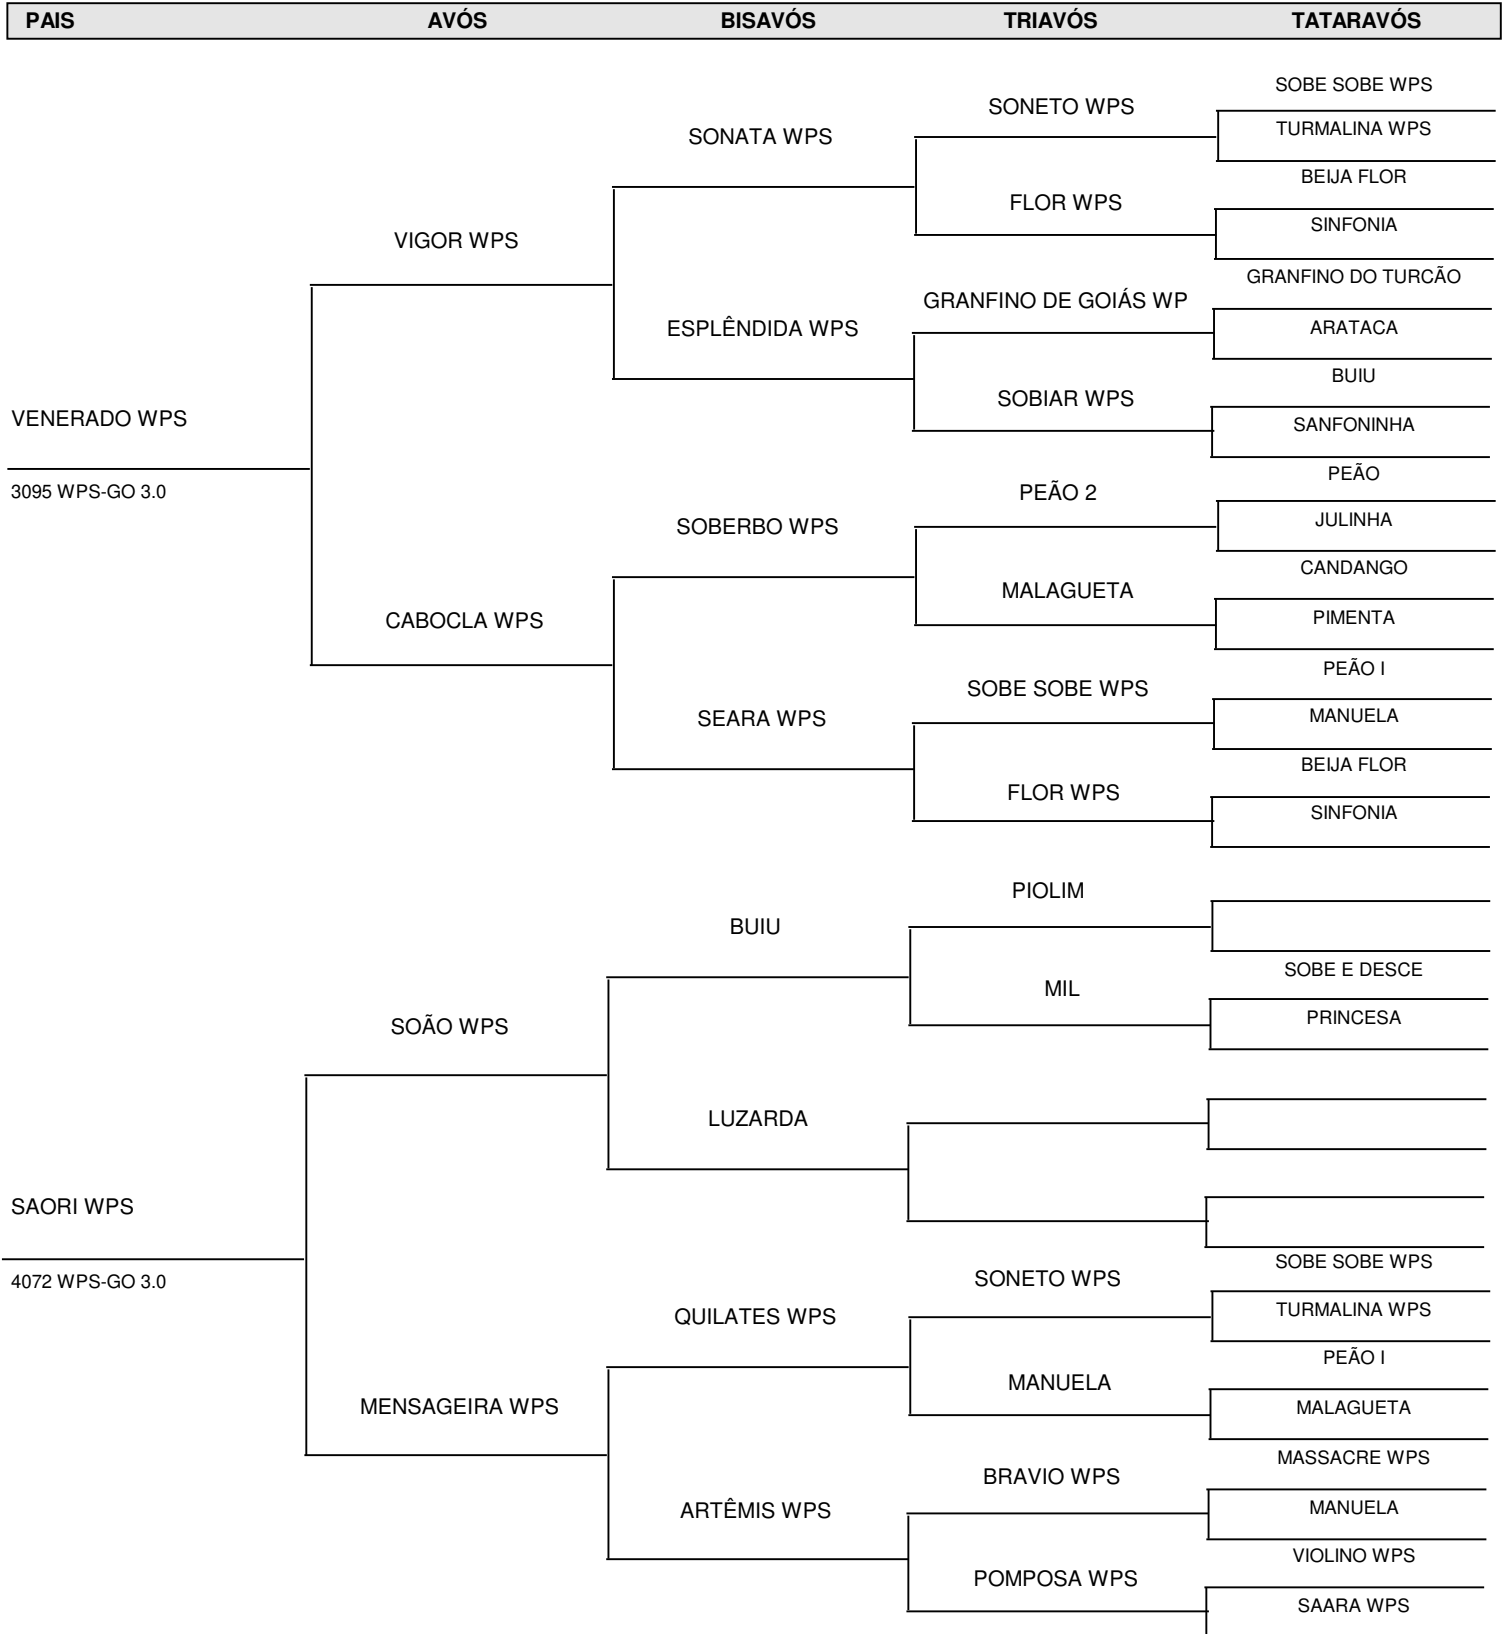 PAIS AVÓS BISAVÓS TRIAVÓS TATARAVÓS
SOBE SOBE WPS
SONETO WPS
TURMALINA WPS
SONATA WPS
BEIJA FLOR
FLOR WPS
SINFONIA
VIGOR WPS
GRANFINO DO TURCÃO
GRANFINO DE GOIÁS WP
ESPLÊNDIDA WPS
ARATACA
BUIU
SOBIAR WPS
VENERADO WPS
SANFONINHA
PEÃO
3095 WPS-GO 3.0
PEÃO 2
JULINHA
SOBERBO WPS
CANDANGO
MALAGUETA
CABOCLA WPS
PIMENTA
PEÃO I
SOBE SOBE WPS
SEARA WPS
MANUELA
BEIJA FLOR
FLOR WPS
SINFONIA
PIOLIM
BUIU
SOBE E DESCE
MIL
SOÃO WPS
PRINCESA
LUZARDA
SAORI WPS
SOBE SOBE WPS
4072 WPS-GO 3.0
SONETO WPS
TURMALINA WPS
QUILATES WPS
PEÃO I
MANUELA
MENSAGEIRA WPS
MALAGUETA
MASSACRE WPS
BRAVIO WPS
ARTÊMIS WPS
MANUELA
VIOLINO WPS
POMPOSA WPS
SAARA WPS